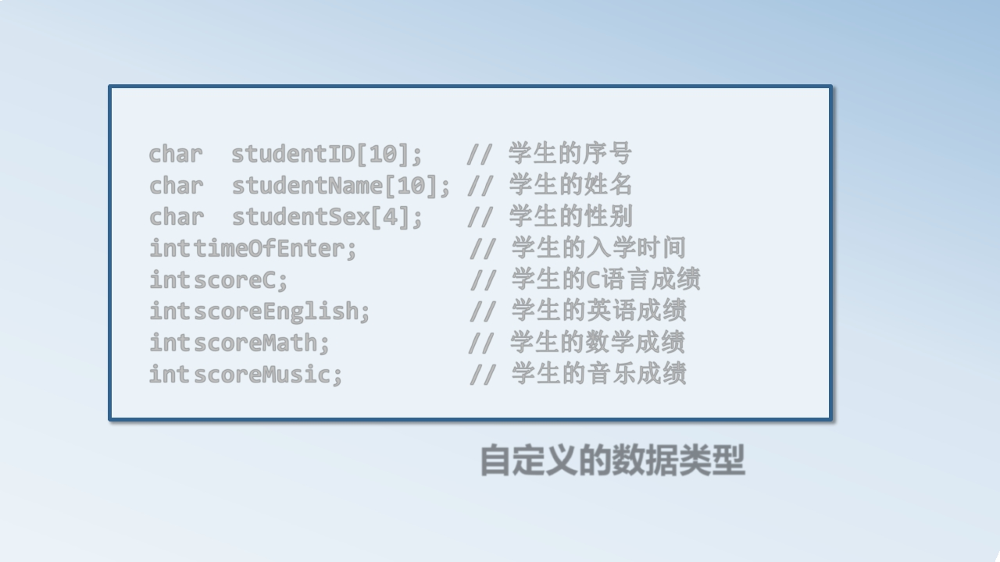 char  studentID[10];   // 学生的序号
char  studentName[10]; // 学生的姓名
char  studentSex[4];   // 学生的性别
int timeOfEnter;        // 学生的入学时间
int scoreC;             // 学生的C语言成绩
int scoreEnglish;       // 学生的英语成绩
int scoreMath;          // 学生的数学成绩
int scoreMusic;         // 学生的音乐成绩
自定义的数据类型